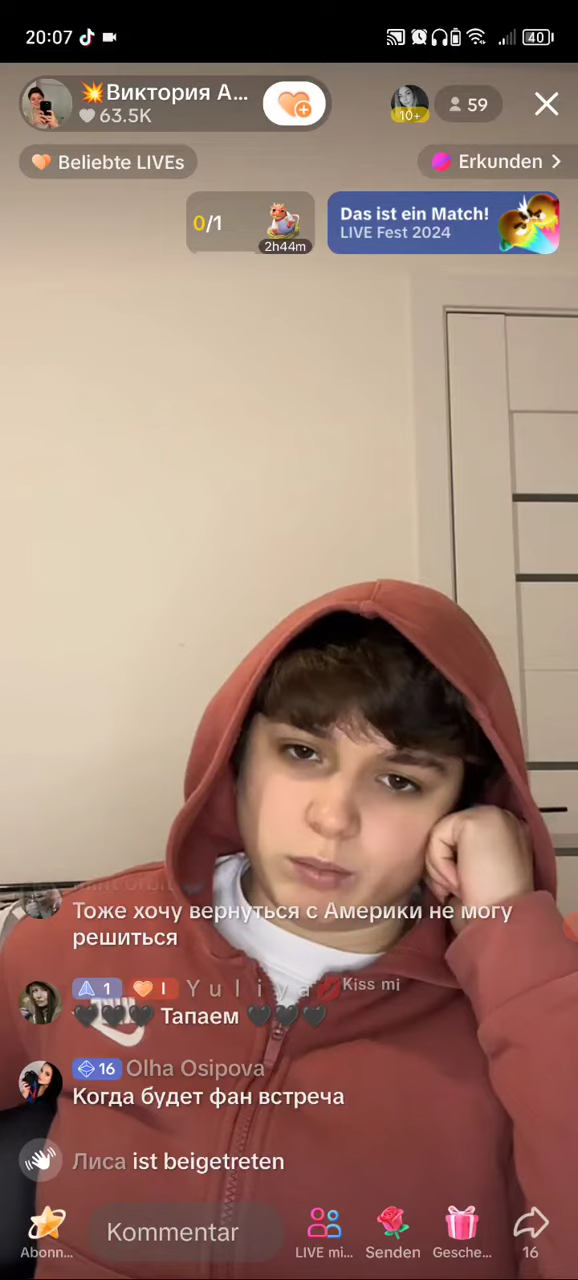 20:07
40
💥Виктория А...
63.5K
10+
59
Beliebte LIVEs
Erkunden >
0/1
2h44m
Das ist ein Match!
LIVE Fest 2024
Тоже хочу вернуться с Америки не могу
решиться
1 I Yuliya💋Kiss mi
🖤🖤🖤 Тапаем 🖤🖤🖤
16 Olha Osipova
Когда будет фан встреча
Лиса ist beigetreten
Abonn...
Kommentar
LIVE mi...
Senden
Gesche...
16